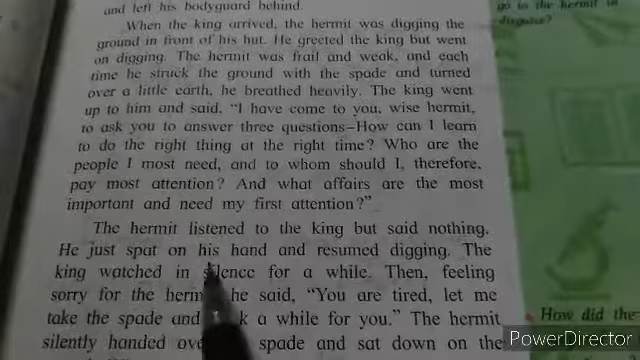 and left his bodyguard behind.
When the king arrived, the hermit was digging the
ground in front of his hut. He greeted the king but went
on digging. The hermit was frail and weak, and each
time he struck the ground with the spade and turned
over a little earth, he breathed heavily. The king went
up to him and said, “I have come to you, wise hermit,
to ask you to answer three questions–How can I learn
to do the right thing at the right time? Who are the
people I most need, and to whom should I, therefore,
pay most attention? And what affairs are the most
important and need my first attention?”
The hermit listened to the king but said nothing.
He just spat on his hand and resumed digging. The
king watched in silence for a while. Then, feeling
sorry for the he said, “You are tired, let me
take the spade and a while for you.” The hermit
silently handed spade and sat down on the
go to the hermit in
disguise?
How did the
PowerDirector